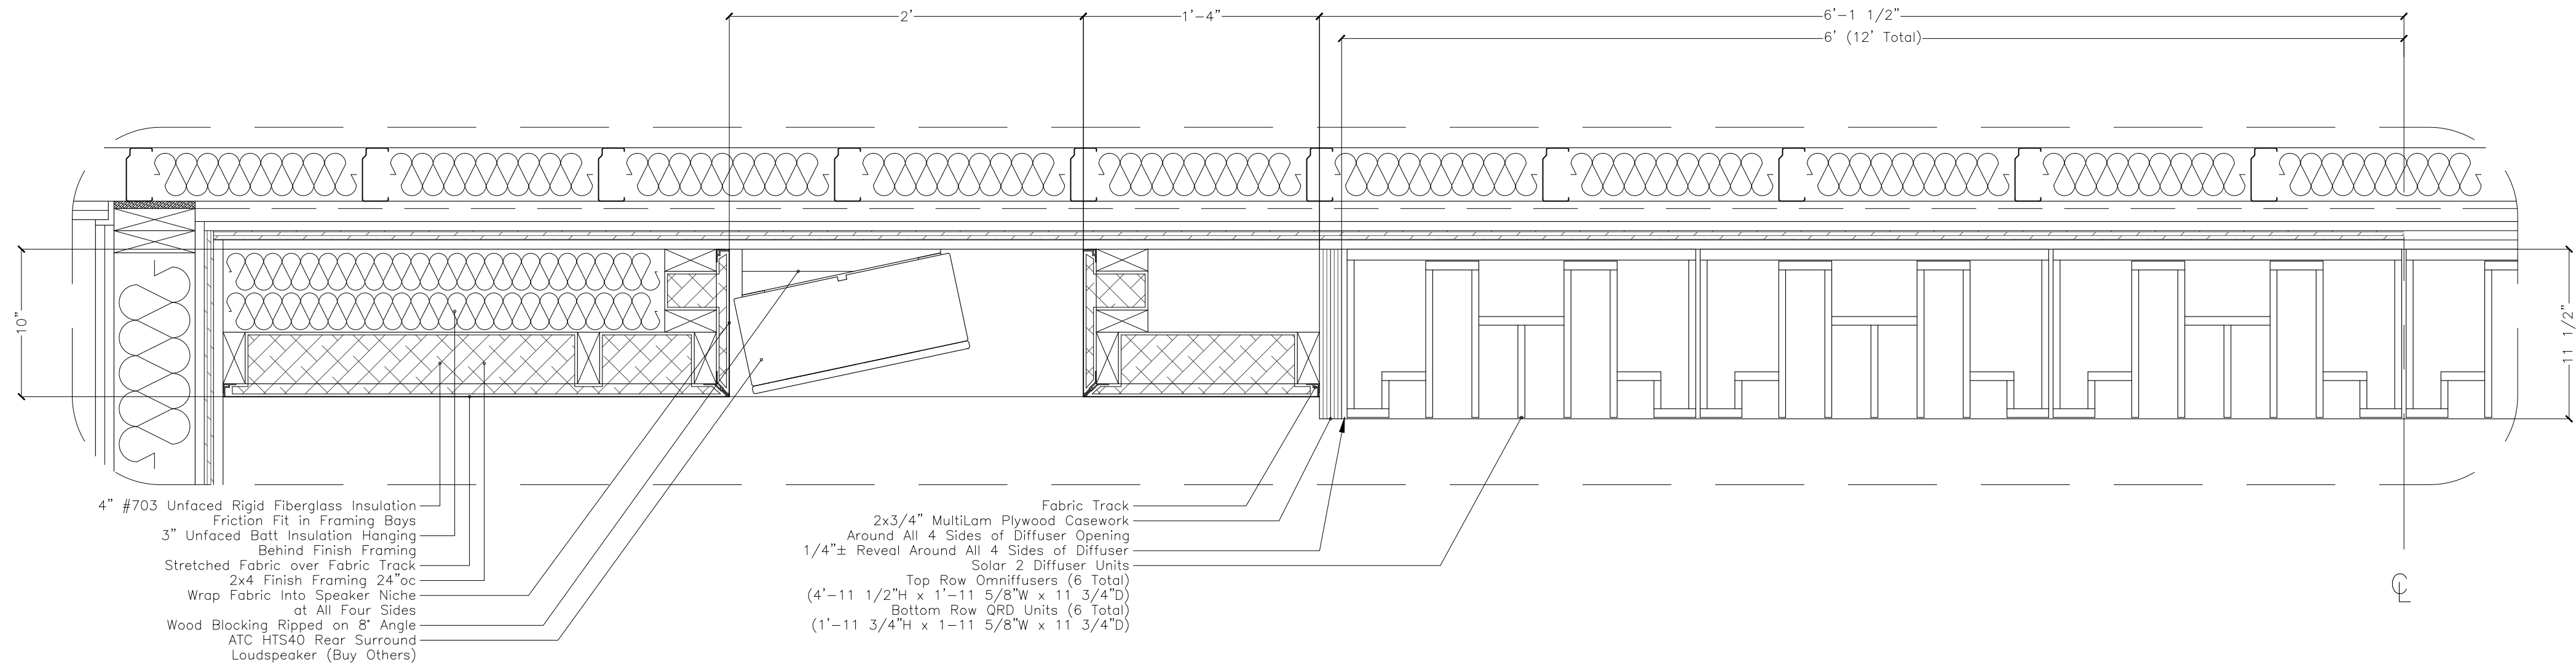 2'
1'-4"
6'-1 1/2"
6' (12' Total)
10"
11 1/2"
4" #703 Unfaced Rigid Fiberglass Insulation
Friction Fit in Framing Bays
3" Unfaced Batt Insulation Hanging
Behind Finish Framing
Stretched Fabric over Fabric Track
2x4 Finish Framing 24"oc
Wrap Fabric Into Speaker Niche
at All Four Sides
Wood Blocking Ripped on 8° Angle
ATC HTS40 Rear Surround
Loudspeaker (Buy Others)
Fabric Track
2x3/4" MultiLam Plywood Casework
Around All 4 Sides of Diffuser Opening
1/4"± Reveal Around All 4 Sides of Diffuser
Solar 2 Diffuser Units
Top Row Omniffusers (6 Total)
(4'-11 1/2"H x 1'-11 5/8"W x 11 3/4"D)
Bottom Row QRD Units (6 Total)
(1'-11 3/4"H x 1-11 5/8"W x 11 3/4"D)
℄